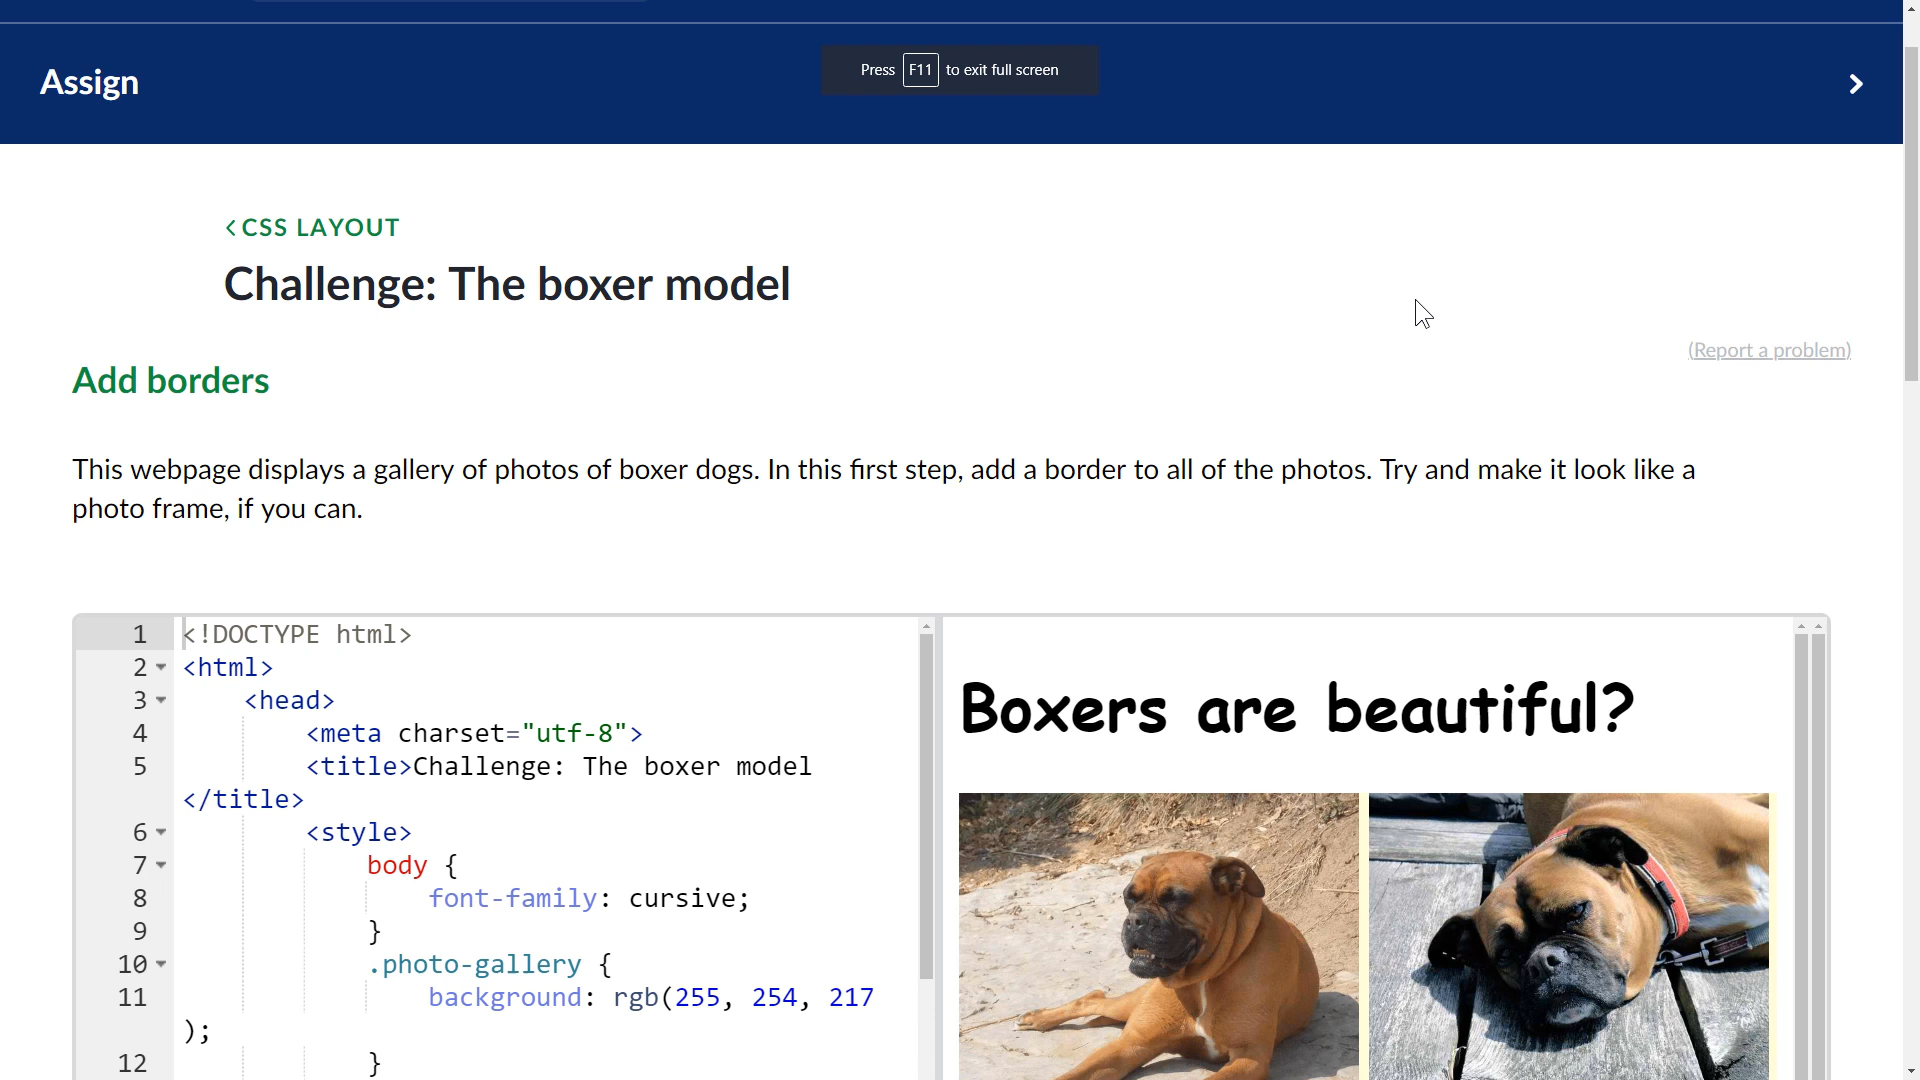 Assign
Press F11 to exit full screen
<CSS LAYOUT
Challenge: The boxer model
(Report a problem)
Add borders
This webpage displays a gallery of photos of boxer dogs. In this first step, add a border to all of the photos. Try and make it look like a
photo frame, if you can.
1 <!DOCTYPE html>
2 <html>
3 <head>
4 <meta charset="utf-8">
5 <title>Challenge: The boxer model
</title>
6 <style>
7 body {
8 font-family: cursive;
9 }
10 .photo-gallery {
11 background: rgb(255, 254, 217
);
12 }
Boxers are beautiful?